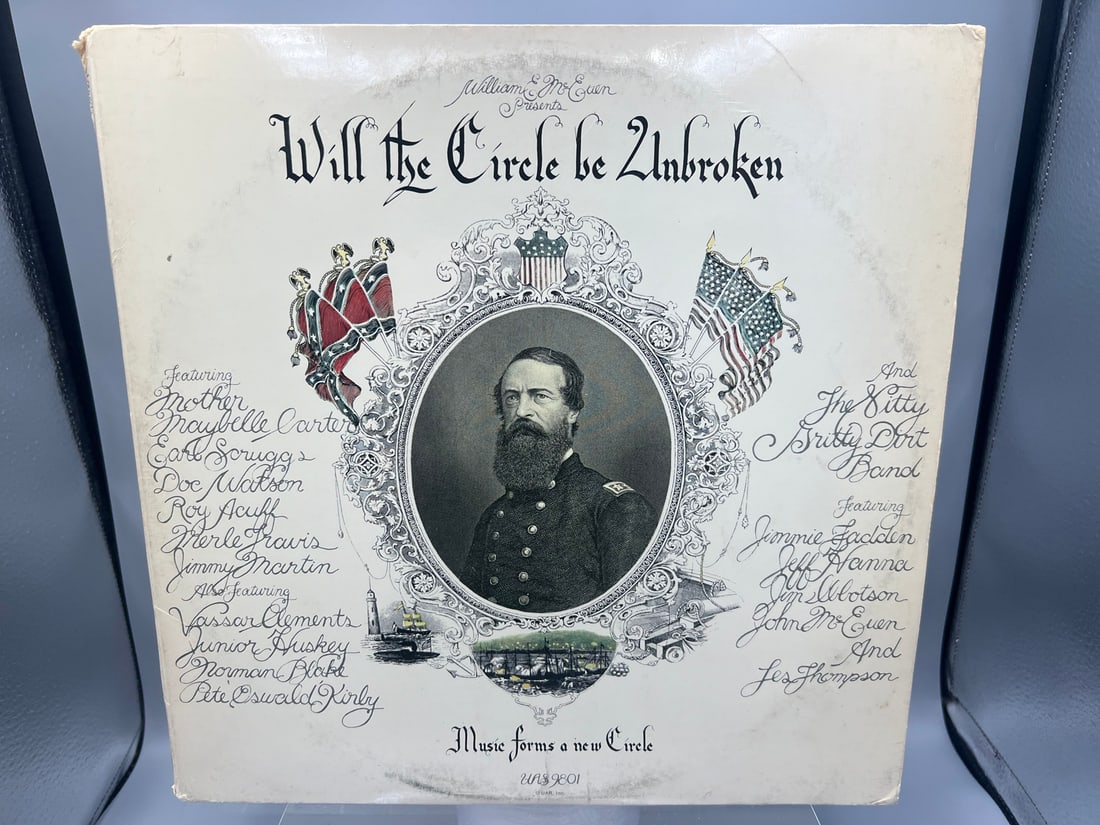 William E. McEuen
Presents
Will the Circle be Unbroken
Featuring
Mother
Maybelle Carter
Earl Scruggs
Doc Watson
Roy Acuff
Merle Travis
Jimmy Martin
Also Featuring
Vassar Clements
Junior Huskey
Norman Blake
Pete Oswald Kirby
And
The Nitty
Gritty Dirt
Band
Featuring
Jimmie Fadden
Jeff Hanna
Jim Ibbotson
John McEuen
And
Les Thompson
Music forms a new Circle
UAS 9801
© UAR, Inc.